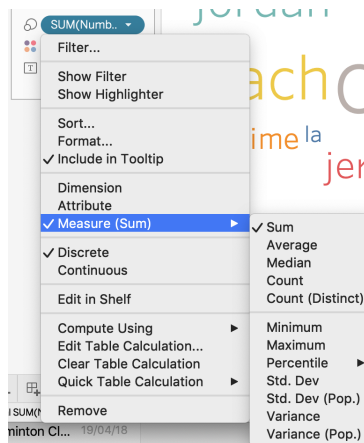 jordan
SUM(Numb..
Filter...
Show Filter
Show Highlighter
Sort...
Format...
Include in Tooltip
Dimension
Attribute
Measure (Sum)
Discrete
Continuous
Edit in Shelf
Compute Using
Edit Table Calculation...
Clear Table Calculation
Quick Table Calculation
Remove
Sum
Average
Median
Count
Count (Distinct)
Minimum
Maximum
Percentile
Std. Dev
Std. Dev (Pop.)
Variance
Variance (Pop.)
T
ach
ime la
jer
SUM(N
minton Cl... 19/04/18